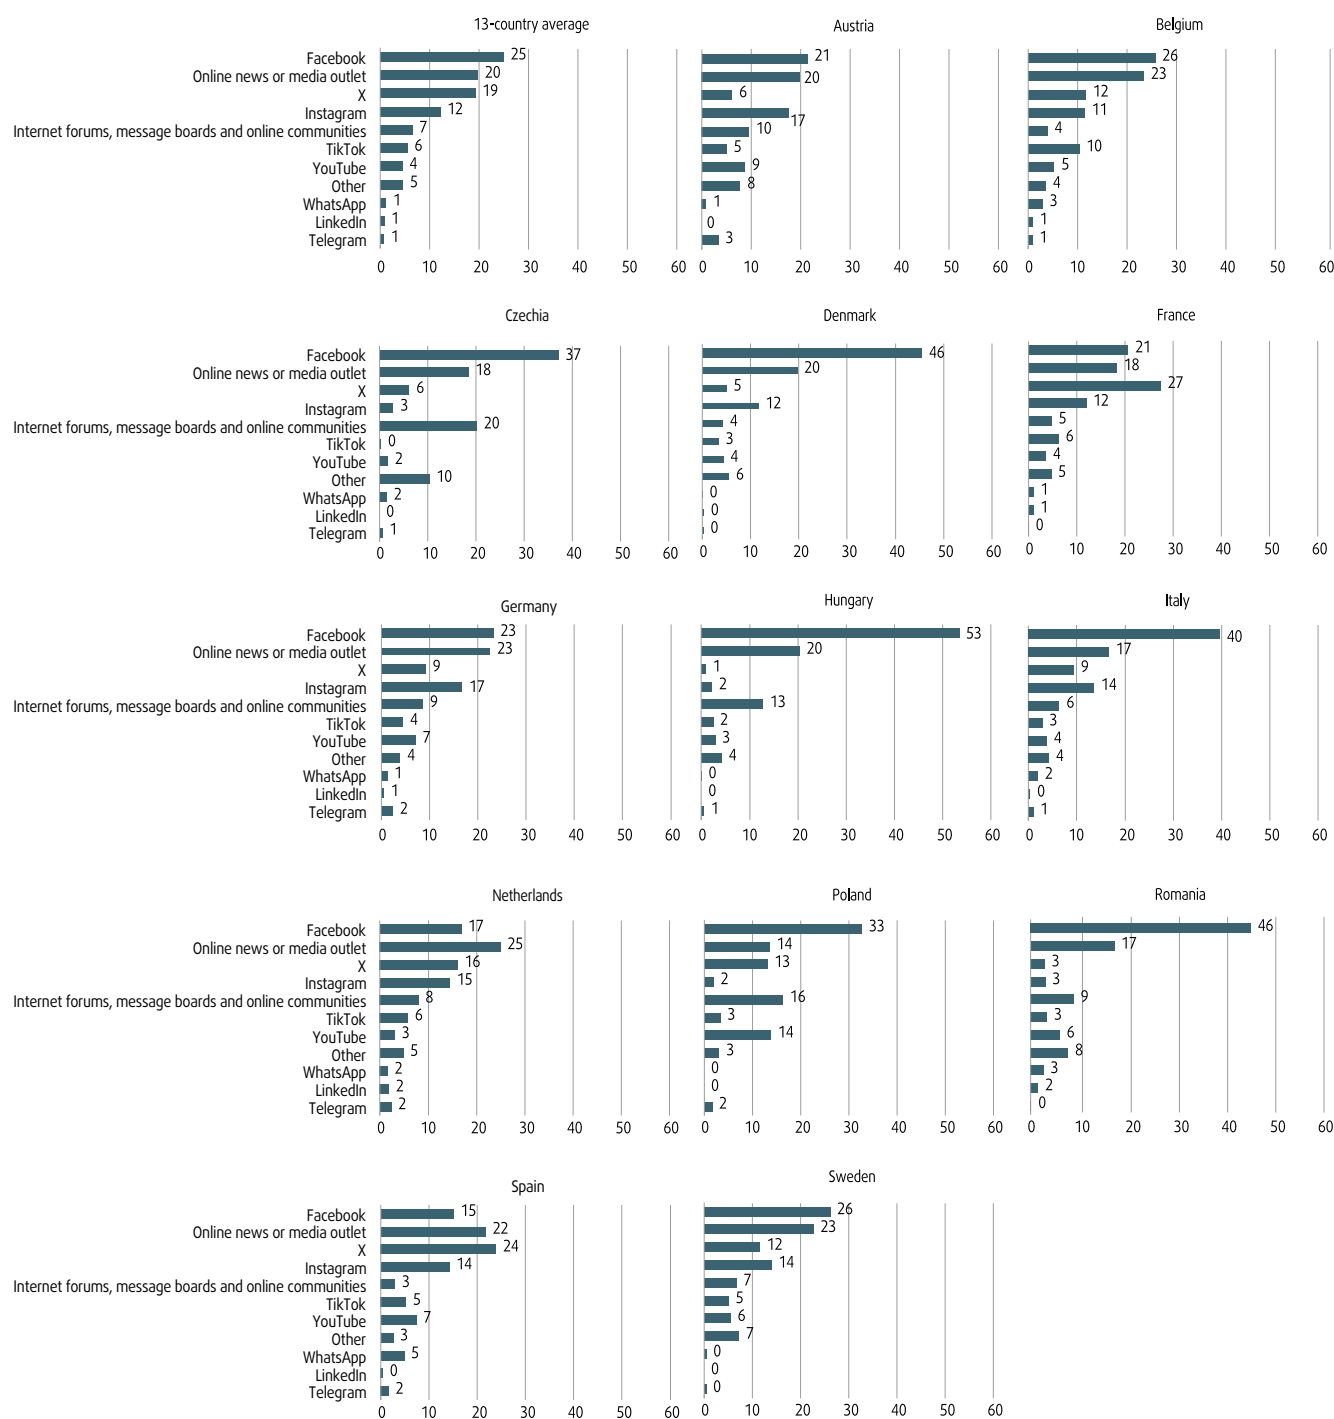 13-country average
Facebook 25
Online news or media outlet 20
X 19
Instagram 12
Internet forums, message boards and online communities 7
TikTok 6
YouTube 4
Other 5
WhatsApp 1
LinkedIn 1
Telegram 1
0 10 20 30 40 50 60
Austria
21
20
6
17
10
5
9
8
1
0
3
0 10 20 30 40 50 60
Belgium
26
23
12
11
4
10
5
4
3
1
1
0 10 20 30 40 50 60
Czechia
Facebook 37
Online news or media outlet 18
X 6
Instagram 3
Internet forums, message boards and online communities 20
TikTok 0
YouTube 2
Other 10
WhatsApp 2
LinkedIn 0
Telegram 1
0 10 20 30 40 50 60
Denmark
46
20
5
12
4
3
4
6
0
0
0
0 10 20 30 40 50 60
France
21
18
27
12
5
6
4
5
1
1
0
0 10 20 30 40 50 60
Germany
Facebook 23
Online news or media outlet 23
X 9
Instagram 17
Internet forums, message boards and online communities 9
TikTok 4
YouTube 7
Other 4
WhatsApp 1
LinkedIn 1
Telegram 2
0 10 20 30 40 50 60
Hungary
53
20
1
2
13
2
3
4
0
0
1
0 10 20 30 40 50 60
Italy
40
17
9
14
6
3
4
4
2
0
1
0 10 20 30 40 50 60
Netherlands
Facebook 17
Online news or media outlet 25
X 16
Instagram 15
Internet forums, message boards and online communities 8
TikTok 6
YouTube 3
Other 5
WhatsApp 2
LinkedIn 2
Telegram 2
0 10 20 30 40 50 60
Poland
33
14
13
2
16
3
14
3
0
0
2
0 10 20 30 40 50 60
Romania
46
17
3
3
9
3
6
8
3
2
0
0 10 20 30 40 50 60
Spain
Facebook 15
Online news or media outlet 22
X 24
Instagram 14
Internet forums, message boards and online communities 3
TikTok 5
YouTube 7
Other 3
WhatsApp 5
LinkedIn 0
Telegram 2
0 10 20 30 40 50 60
Sweden
26
23
12
14
7
5
6
7
0
0
0
0 10 20 30 40 50 60